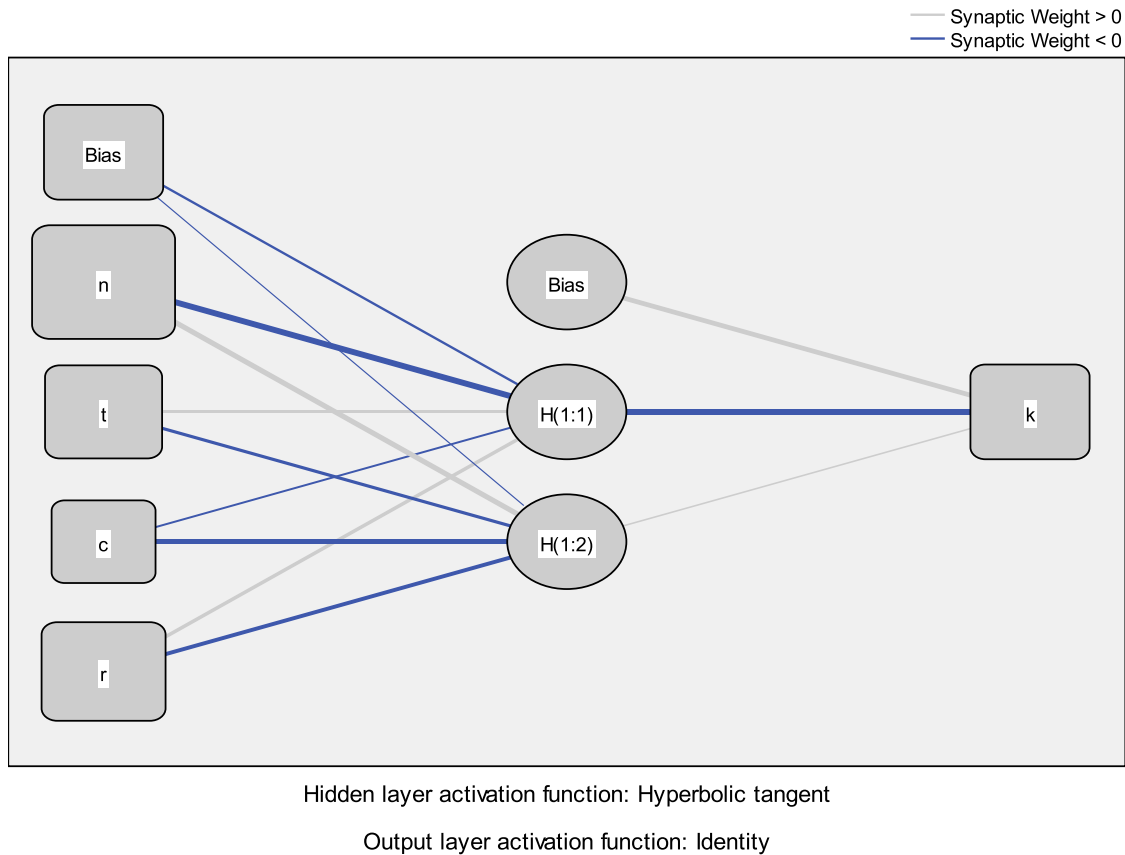 Synaptic Weight > 0
Synaptic Weight < 0
Bias
n
t
c
r
Bias
H(1:1)
H(1:2)
k
Hidden layer activation function: Hyperbolic tangent
Output layer activation function: Identity